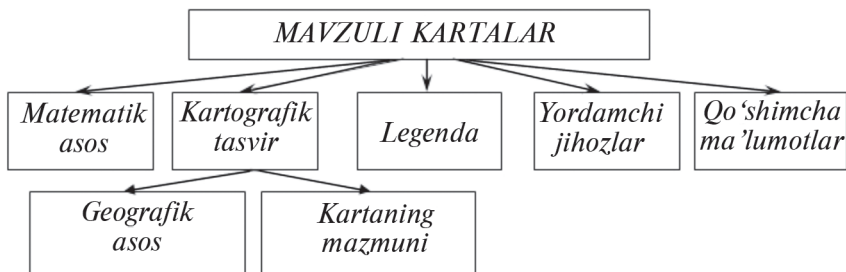 MAVZULI KARTALAR
Matematik
asos
Kartografik
tasvir
Legenda
Yordamchi
jihozlar
Qo‘shimcha
ma’lumotlar
Geografik
asos
Kartaning
mazmuni